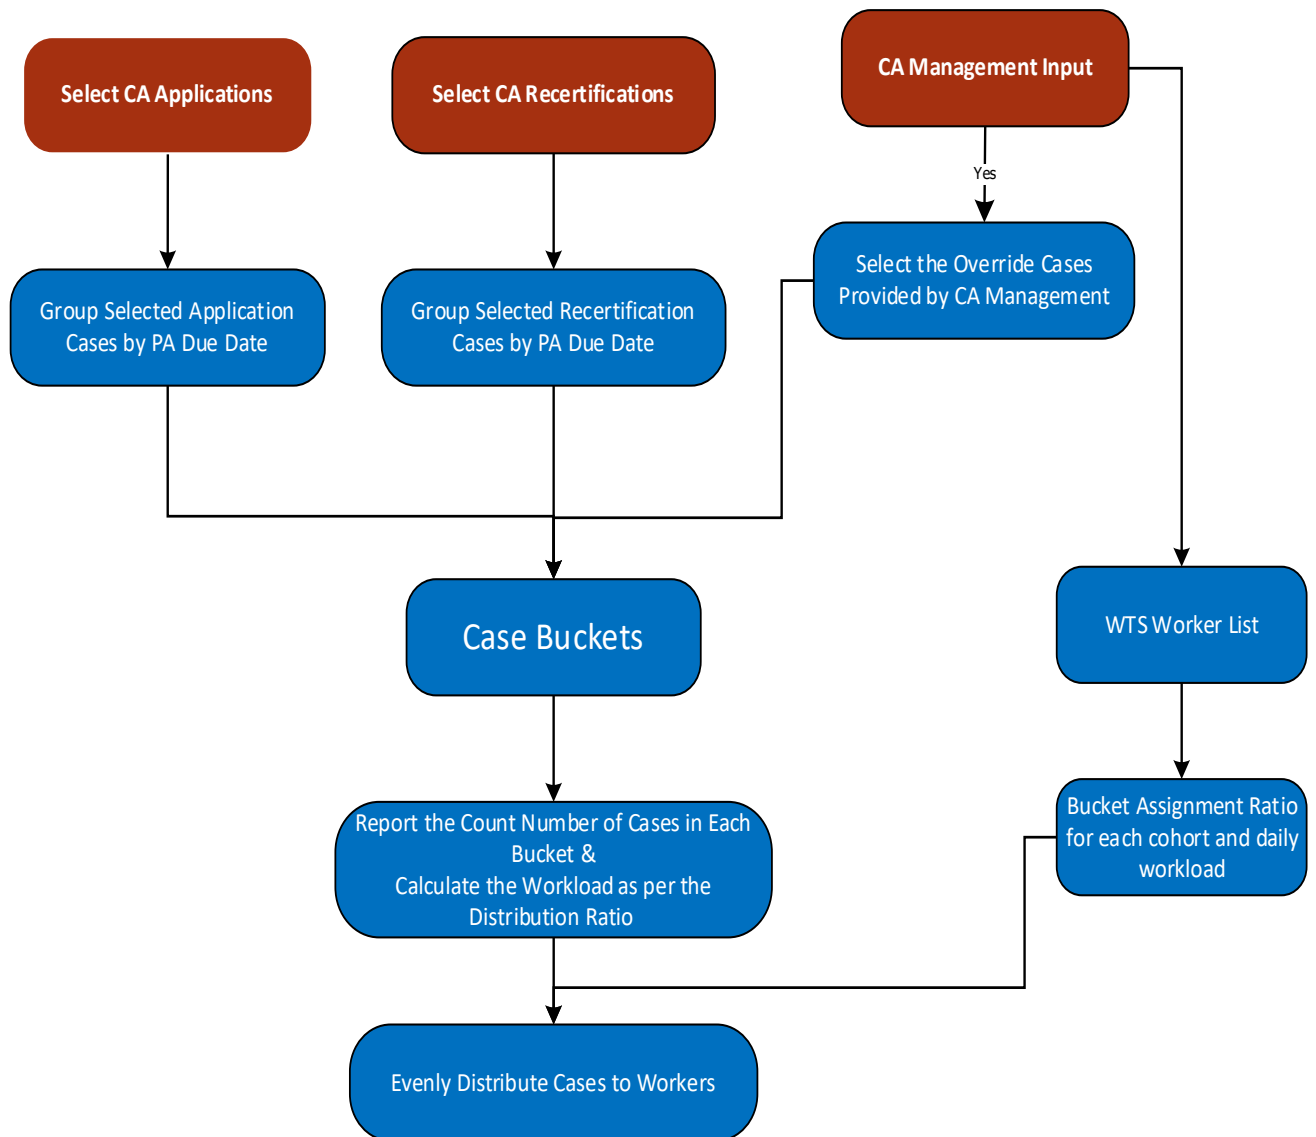 Select CA Applications
Select CA Recertifications
CA Management Input
Yes
Group Selected Application
Cases by PA Due Date
Group Selected Recertification
Cases by PA Due Date
Select the Override Cases
Provided by CA Management
Case Buckets
WTS Worker List
Report the Count Number of Cases in Each
Bucket &
Calculate the Workload as per the
Distribution Ratio
Bucket Assignment Ratio
for each cohort and daily
workload
Evenly Distribute Cases to Workers